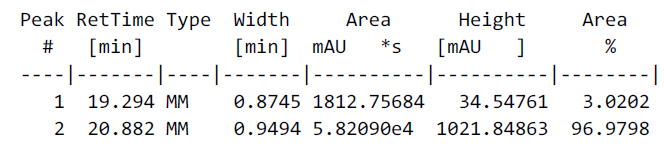 Peak RetTime Type  Width     Area      Height     Area
  #   [min]        [min]  mAU   *s   [mAU   ]      %
----|-------|----|-------|----------|----------|--------|
   1  19.294 MM    0.8745 1812.75684   34.54761   3.0202
   2  20.882 MM    0.9494 5.82090e4  1021.84863  96.9798